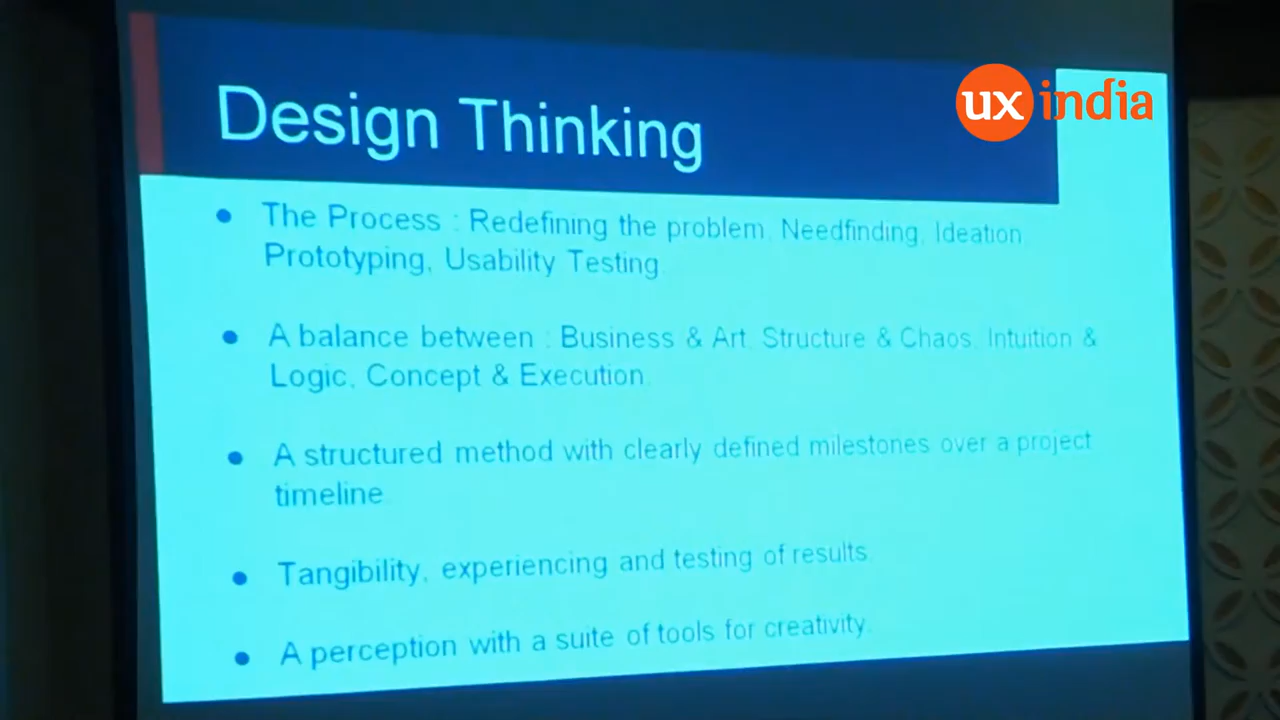 Design Thinking
ux india
The Process : Redefining the problem, Needfinding, Ideation
Prototyping, Usability Testing
A balance between : Business & Art, Structure & Chaos, Intuition &
Logic, Concept & Execution.
A structured method with clearly defined milestones over a project
timeline
Tangibility, experiencing and testing of results.
A perception with a suite of tools for creativity.